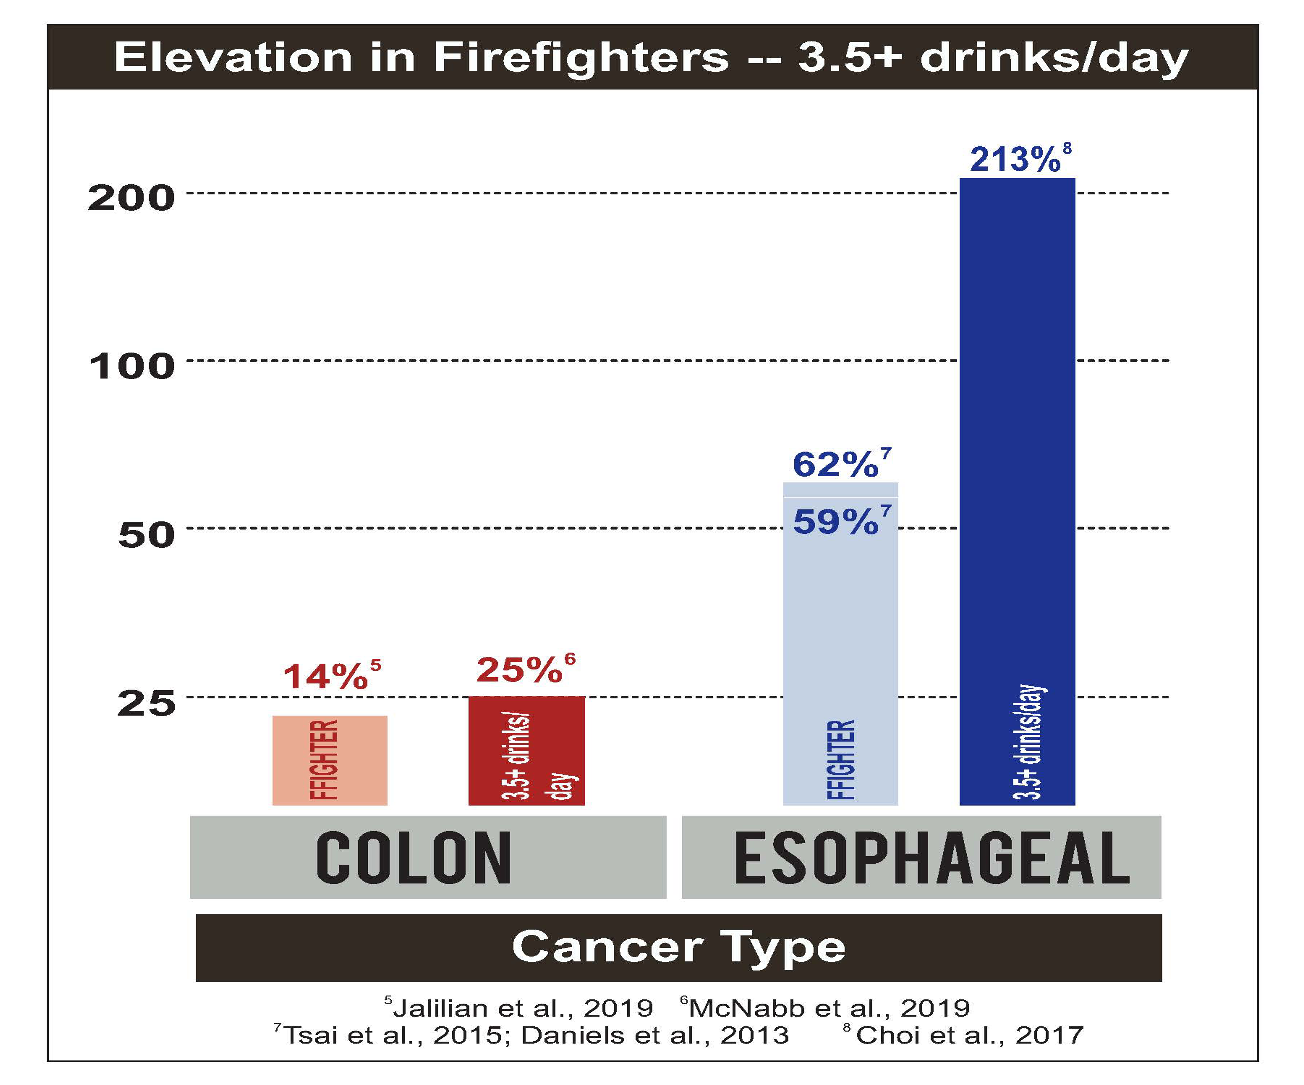 Elevation in Firefighters -- 3.5+ drinks/day
213%⁸
200
100
62%⁷
59%⁷
50
14%⁵
25%⁶
25
FFIGHTER
3.5+ drinks/
day
FFIGHTER
3.5+ drinks/day
COLON
ESOPHAGEAL
Cancer Type
⁵Jalilian et al., 2019 ⁶McNabb et al., 2019
⁷Tsai et al., 2015; Daniels et al., 2013 ⁸Choi et al., 2017